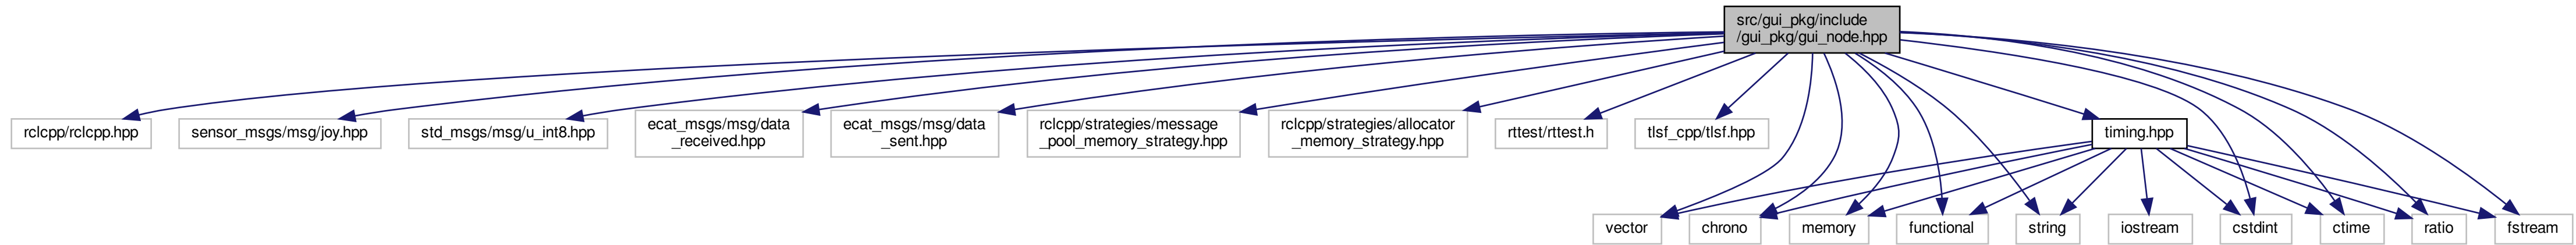 src/gui_pkg/include
/gui_pkg/gui_node.hpp
rclcpp/rclcpp.hpp
sensor_msgs/msg/joy.hpp
std_msgs/msg/u_int8.hpp
ecat_msgs/msg/data
_received.hpp
ecat_msgs/msg/data
_sent.hpp
rclcpp/strategies/message
_pool_memory_strategy.hpp
rclcpp/strategies/allocator
_memory_strategy.hpp
rttest/rttest.h
tlsf_cpp/tlsf.hpp
timing.hpp
vector
chrono
memory
functional
string
iostream
cstdint
ctime
ratio
fstream